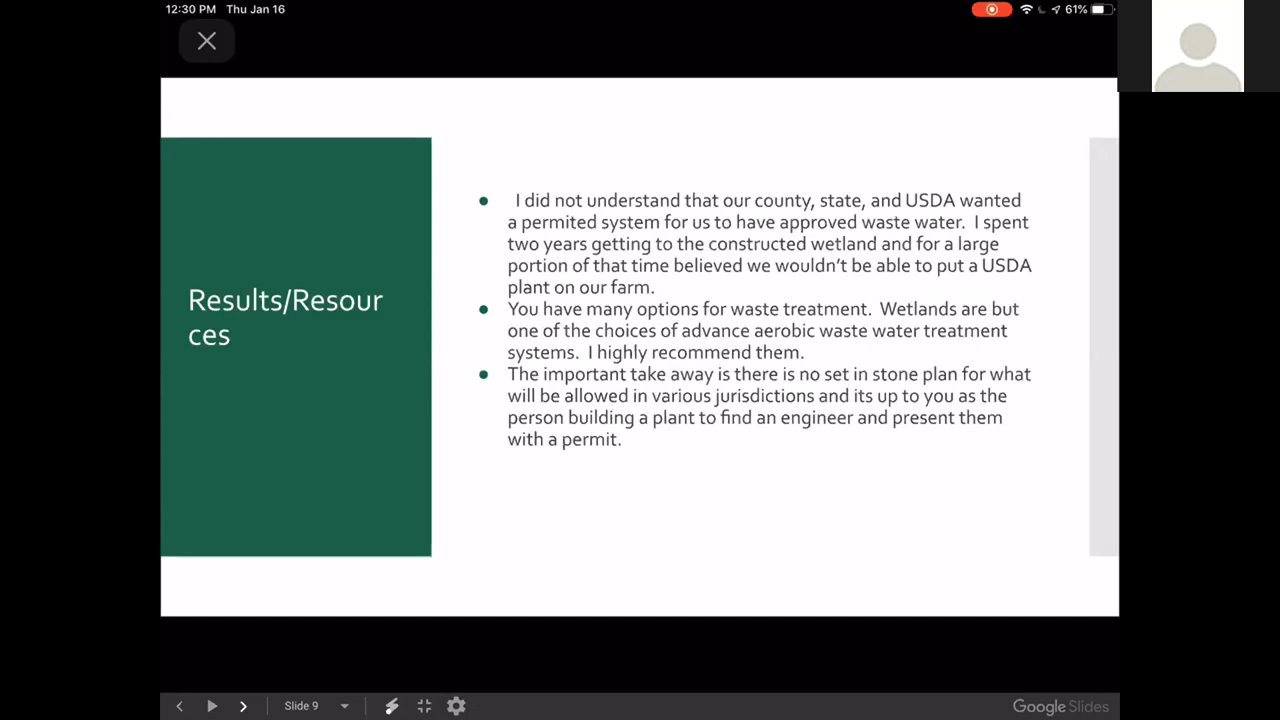 12:30 PM Thu Jan 16
61%
Results/Resour
ces
I did not understand that our county, state, and USDA wanted
a permited system for us to have approved waste water. I spent
two years getting to the constructed wetland and for a large
portion of that time believed we wouldn't be able to put a USDA
plant on our farm.
You have many options for waste treatment. Wetlands are but
one of the choices of advance aerobic waste water treatment
systems. I highly recommend them.
The important take away is there is no set in stone plan for what
will be allowed in various jurisdictions and its up to you as the
person building a plant to find an engineer and present them
with a permit.
Slide 9
Google Slides